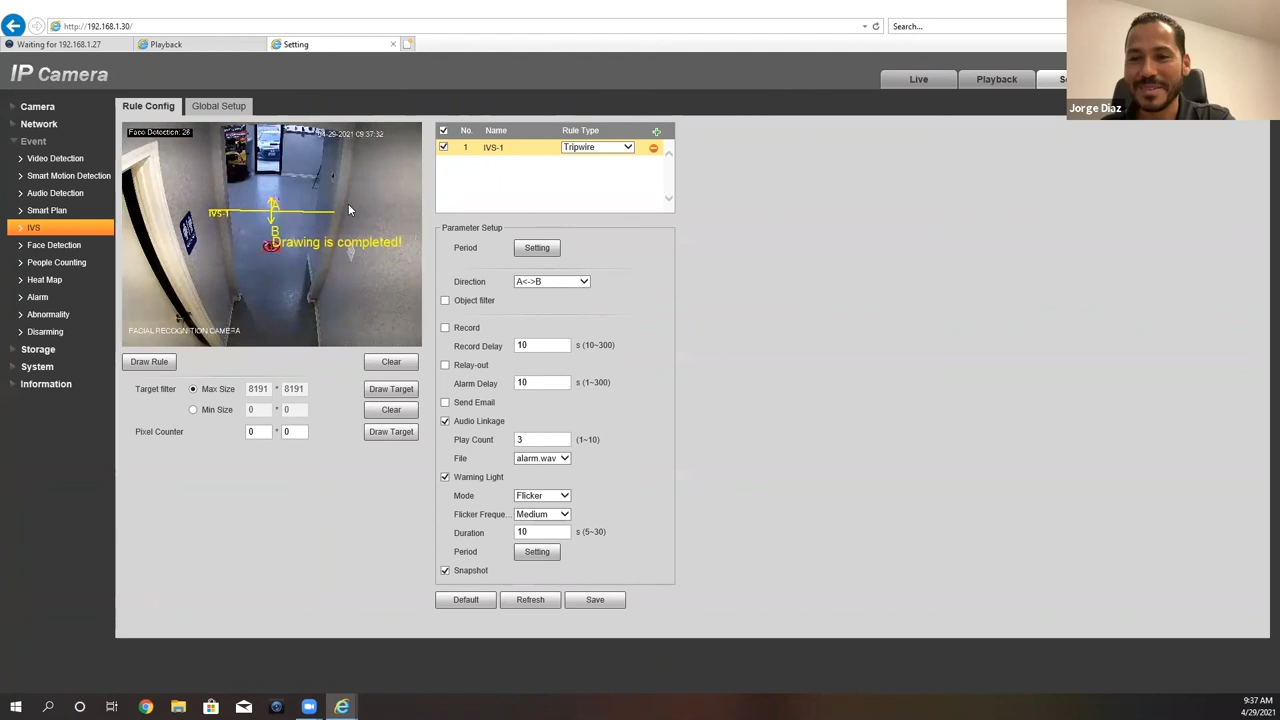 http://192.168.1.30/
Search...
Waiting for 192.168.1.27
Playback
Setting
IP Camera
Live
Playback
Jorge Diaz
Camera
Network
Event
Video Detection
Smart Motion Detection
Audio Detection
Smart Plan
IVS
Face Detection
People Counting
Heat Map
Alarm
Abnormality
Disarming
Storage
System
Information
Rule Config
Global Setup
Face Detection: 26
04-29-2021 09:37:32
IVS-1
A
B
Drawing is completed!
FACIAL RECOGNITION CAMERA
Draw Rule
Clear
Target filter
Max Size
8191 * 8191
Draw Target
Min Size
0 * 0
Clear
Pixel Counter
0 * 0
Draw Target
No. Name Rule Type
1 IVS-1 Tripwire
Parameter Setup
Period Setting
Direction A<->B
Object filter
Record
Record Delay 10 s (10~300)
Relay-out
Alarm Delay 10 s (1~300)
Send Email
Audio Linkage
Play Count 3 (1~10)
File alarm.wav
Warning Light
Mode Flicker
Flicker Freque... Medium
Duration 10 s (5~30)
Period Setting
Snapshot
Default Refresh Save
9:37 AM
4/29/2021